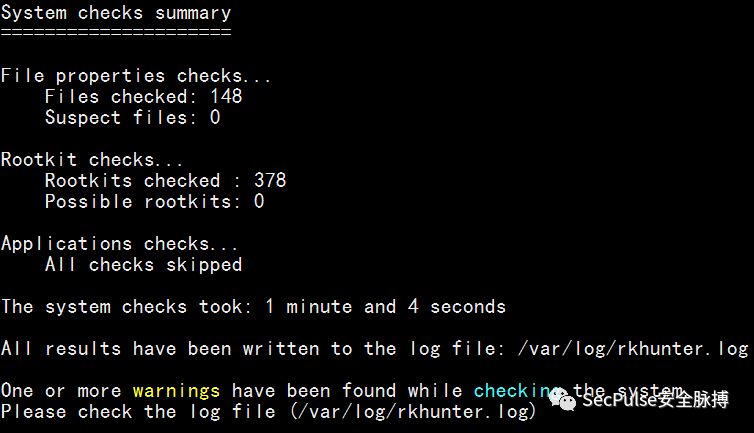 System checks summary
=====================
File properties checks...
Files checked: 148
Suspect files: 0
Rootkit checks...
Rootkits checked : 378
Possible rootkits: 0
Applications checks...
All checks skipped
The system checks took: 1 minute and 4 seconds
All results have been written to the log file: /var/log/rkhunter.log
One or more warnings have been found while checking the system.
Please check the log file (/var/log/rkhunter.log)
SecPulse安全脉搏